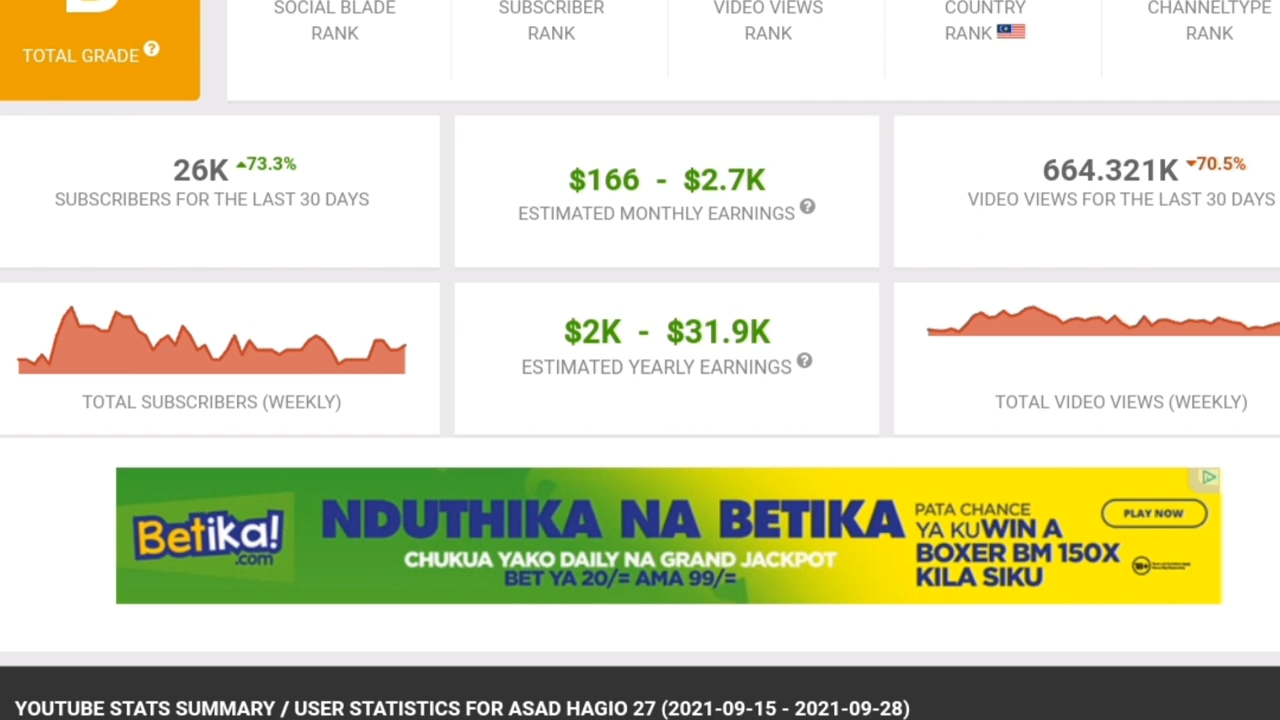 SOCIAL BLADE
RANK
SUBSCRIBER
RANK
VIDEO VIEWS
RANK
COUNTRY
RANK
CHANNELTYPE
RANK
TOTAL GRADE ?
26K 73.3%
SUBSCRIBERS FOR THE LAST 30 DAYS
$166 - $2.7K
ESTIMATED MONTHLY EARNINGS ?
664.321K 70.5%
VIDEO VIEWS FOR THE LAST 30 DAYS
TOTAL SUBSCRIBERS (WEEKLY)
$2K - $31.9K
ESTIMATED YEARLY EARNINGS ?
TOTAL VIDEO VIEWS (WEEKLY)
Betika!
.com
NDUTHIKA NA BETIKA
CHUKUA YAKO DAILY NA GRAND JACKPOT
BET YA 20/= AMA 99/=
PATA CHANCE
YA KUWIN A
BOXER BM 150X
KILA SIKU
PLAY NOW
18+
YOUTUBE STATS SUMMARY / USER STATISTICS FOR ASAD HAGIO 27 (2021-09-15 - 2021-09-28)